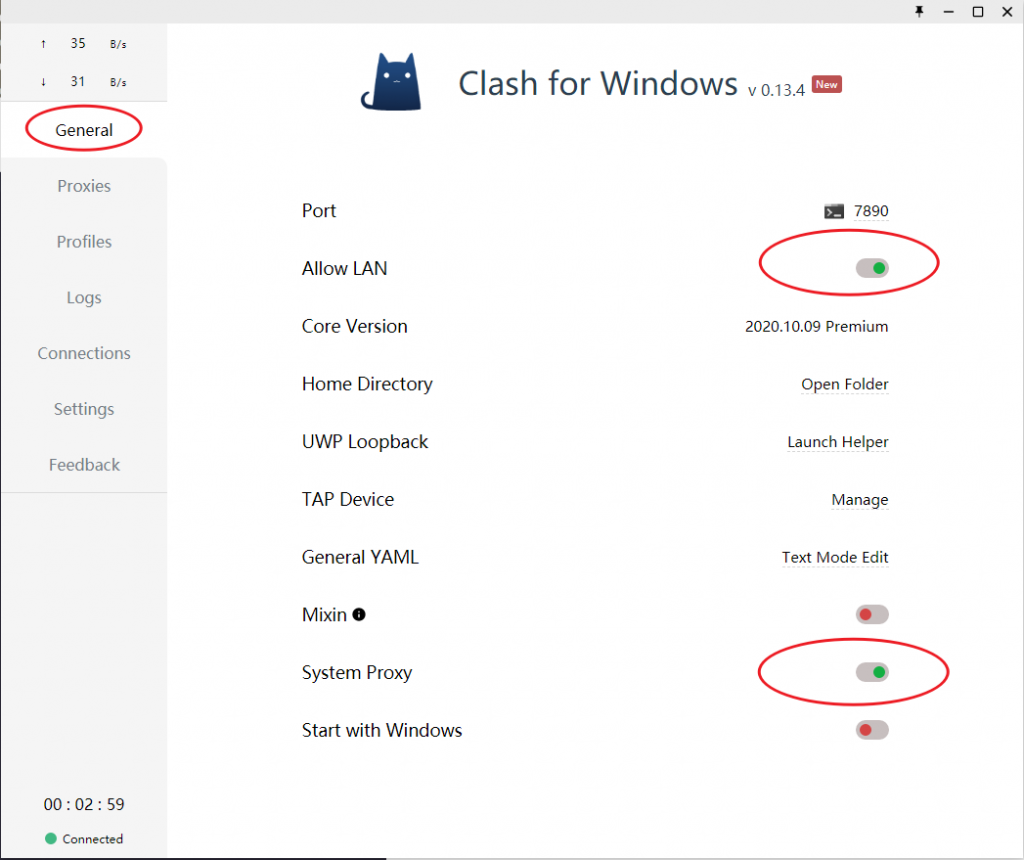 ↑ 35 B/s
↓ 31 B/s
General
Proxies
Profiles
Logs
Connections
Settings
Feedback
00 : 02 : 59
Connected
Clash for Windows v 0.13.4 New
Port 7890
Allow LAN
Core Version 2020.10.09 Premium
Home Directory Open Folder
UWP Loopback Launch Helper
TAP Device Manage
General YAML Text Mode Edit
Mixin
System Proxy
Start with Windows